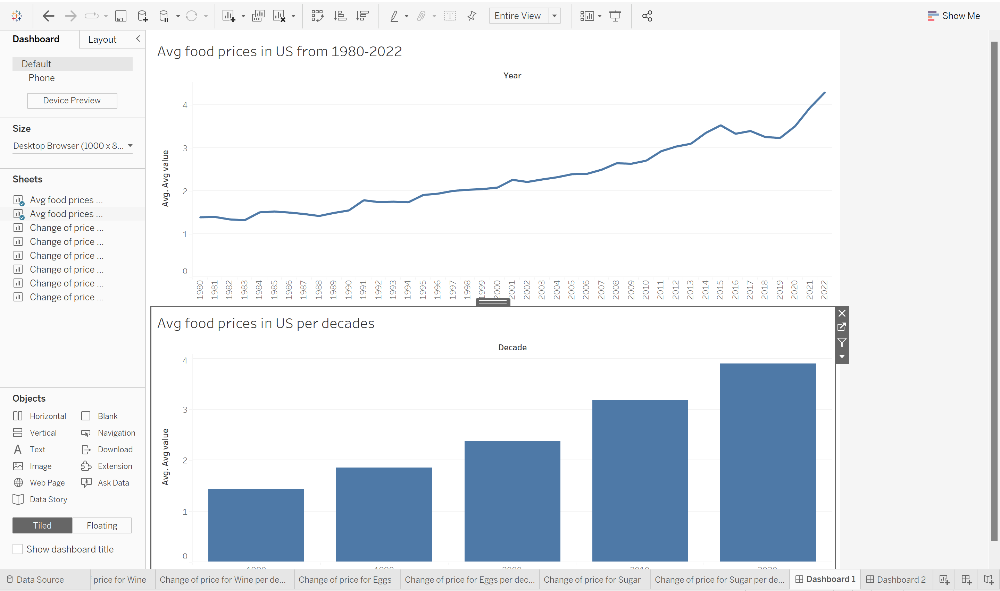 Entire View
Show Me
Dashboard
Layout
Default
Phone
Device Preview
Size
Desktop Browser (1000 x 8...
Sheets
Avg food prices ...
Avg food prices ...
Change of price ...
Change of price ...
Change of price ...
Change of price ...
Change of price ...
Change of price ...
Objects
Horizontal
Blank
Vertical
Navigation
A Text
Download
Image
Extension
Web Page
Ask Data
Data Story
Tiled
Floating
Show dashboard title
Avg food prices in US from 1980-2022
Year
Avg. Avg value
4
3
2
1
0
1980 1981 1982 1983 1984 1985 1986 1987 1988 1989 1990 1991 1992 1993 1994 1995 1996 1997 1998 1999 2000 2001 2002 2003 2004 2005 2006 2007 2008 2009 2010 2011 2012 2013 2014 2015 2016 2017 2018 2019 2020 2021 2022
Avg food prices in US per decades
Decade
Avg. Avg value
4
3
2
1
0
1980 1990 2000 2010 2020
Data Source
price for Wine
Change of price for Wine per de...
Change of price for Eggs
Change of price for Eggs per dec...
Change of price for Sugar
Change of price for Sugar per de...
Dashboard 1
Dashboard 2